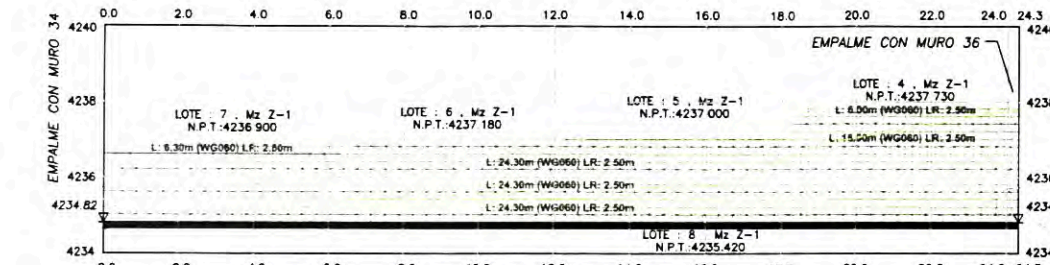 0.0 2.0 4.0 6.0 8.0 10.0 12.0 14.0 16.0 18.0 20.0 22.0 24.0 24.3
4240
EMPALME CON MURO 34
EMPALME CON MURO 36
4238
LOTE : 7 , Mz Z-1
N.P.T.:4236 900
LOTE : 6 , Mz Z-1
N.P.T.:4237.180
LOTE : 5 , Mz Z-1
N.P.T.:4237 000
LOTE : 4 , Mz Z-1
N.P.T.:4237.730
L: 6.00m (WG060) LR: 2.50m
L: (WG060) LR: 2.50m
L: 6.30m (WG060) LR: 2.50m
L: 24.30m (WG060) LR: 2.50m
4236
L: 24.30m (WG060) LR: 2.50m
4234.82
L: 24.30m (WG060) LR: 2.50m
LOTE : 8 , Mz Z-1
N.P.T.:4235.420
4234